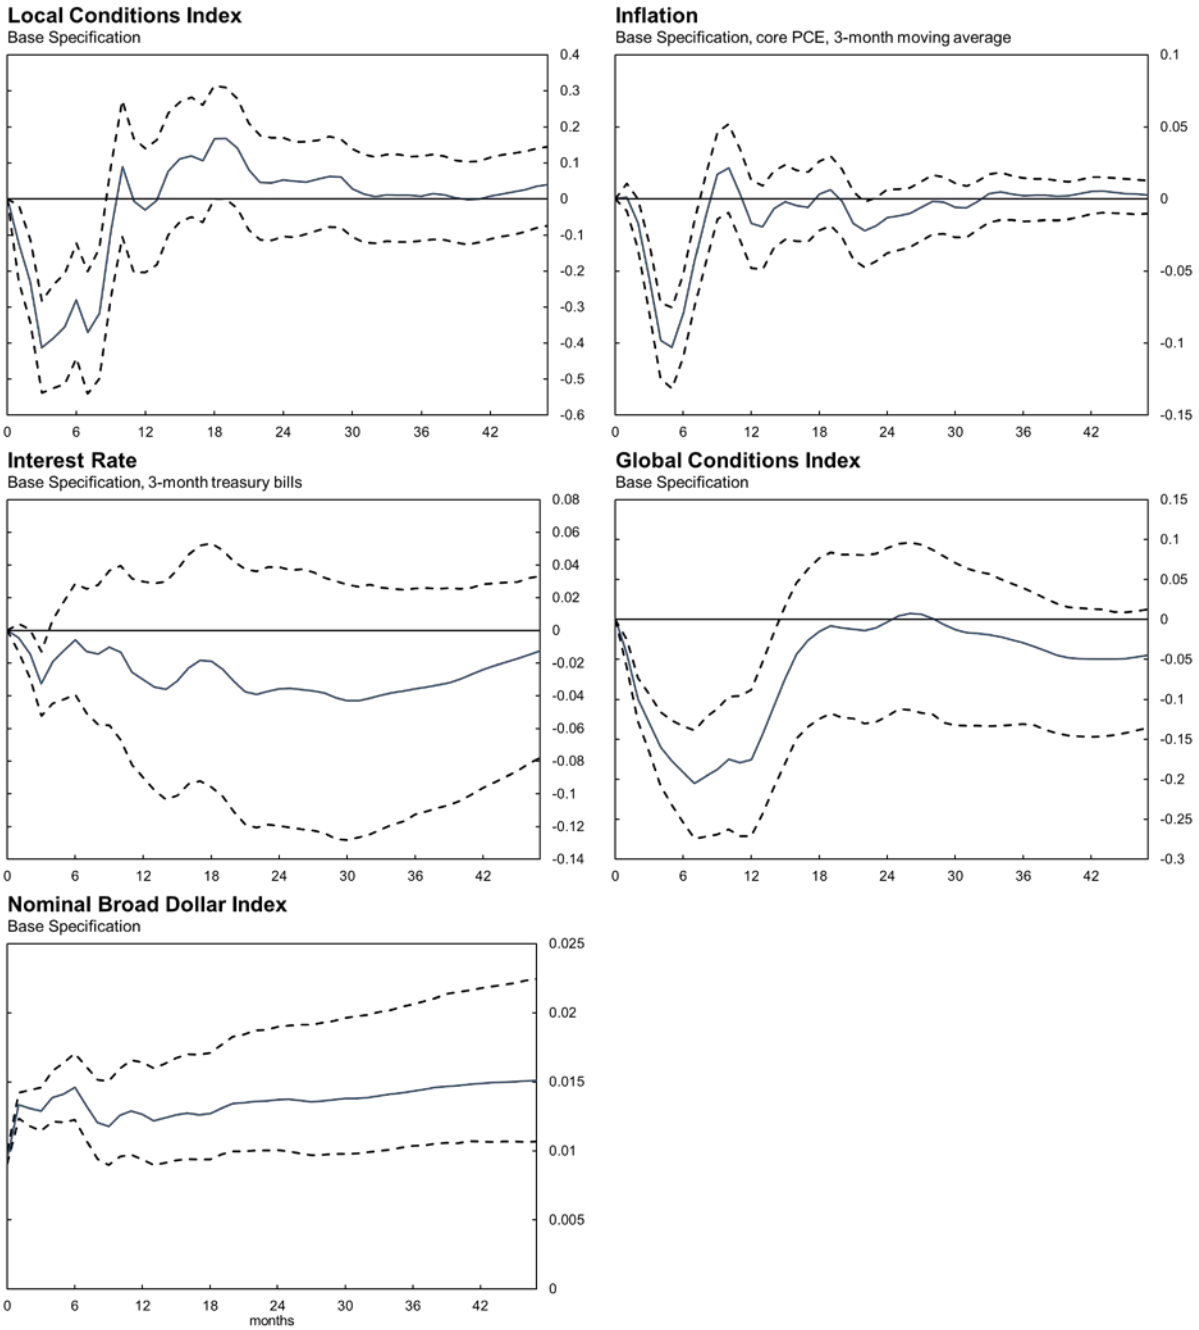 Local Conditions Index
Base Specification
0.4
0.3
0.2
0.1
0
-0.1
-0.2
-0.3
-0.4
-0.5
-0.6
0 6 12 18 24 30 36 42
Inflation
Base Specification, core PCE, 3-month moving average
0.1
0.05
0
-0.05
-0.1
-0.15
0 6 12 18 24 30 36 42
Interest Rate
Base Specification, 3-month treasury bills
0.08
0.06
0.04
0.02
0
-0.02
-0.04
-0.06
-0.08
-0.1
-0.12
-0.14
0 6 12 18 24 30 36 42
Global Conditions Index
Base Specification
0.15
0.1
0.05
0
-0.05
-0.1
-0.15
-0.2
-0.25
-0.3
0 6 12 18 24 30 36 42
Nominal Broad Dollar Index
Base Specification
0.025
0.02
0.015
0.01
0.005
0
0 6 12 18 24 30 36 42
months